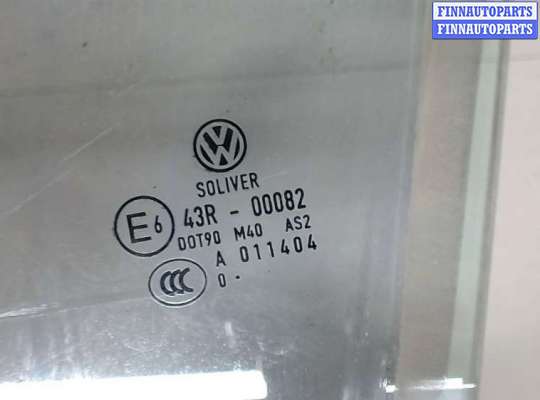 FINNAUTOPARTS
FINNAUTOPARTS
SOLIVER
E6 43R - 00082
DOT90 M40 AS2
A 011404
CCC 0 .